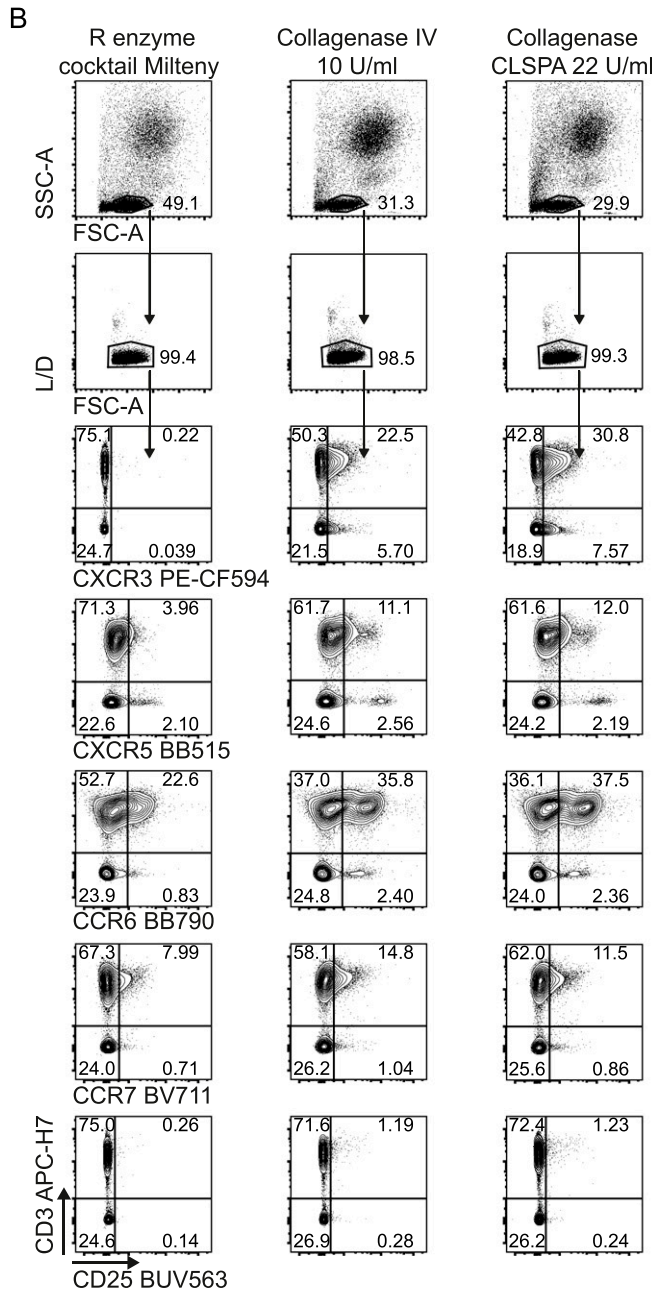 B
R enzyme
cocktail Milteny
Collagenase IV
10 U/ml
Collagenase
CLSPA 22 U/ml
SSC-A
49.1
31.3
29.9
FSC-A
L/D
99.4
98.5
99.3
FSC-A
75.1 0.22
50.3 22.5
42.8 30.8
24.7 0.039
21.5 5.70
18.9 7.57
CXCR3 PE-CF594
71.3 3.96
61.7 11.1
61.6 12.0
22.6 2.10
24.6 2.56
24.2 2.19
CXCR5 BB515
52.7 22.6
37.0 35.8
36.1 37.5
23.9 0.83
24.8 2.40
24.0 2.36
CCR6 BB790
67.3 7.99
58.1 14.8
62.0 11.5
24.0 0.71
26.2 1.04
25.6 0.86
CCR7 BV711
75.0 0.26
71.6 1.19
72.4 1.23
CD3 APC-H7
24.6 0.14
26.9 0.28
26.2 0.24
CD25 BUV563